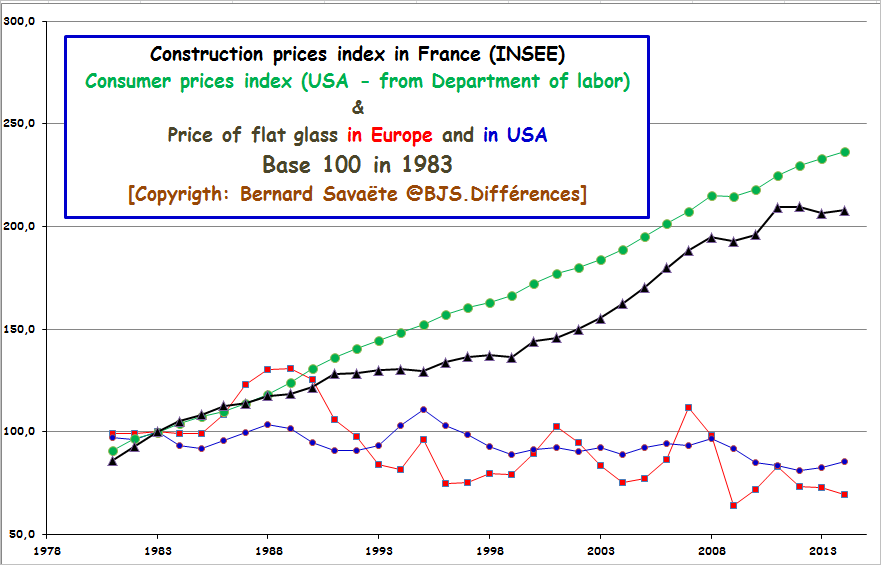 300,0
Construction prices index in France (INSEE)
Consumer prices index (USA - from Department of labor)
&
Price of flat glass in Europe and in USA
Base 100 in 1983
[Copyrigth: Bernard Savaëte @BJS.Différences]
250,0
200,0
150,0
100,0
50,0
1978 1983 1988 1993 1998 2003 2008 2013